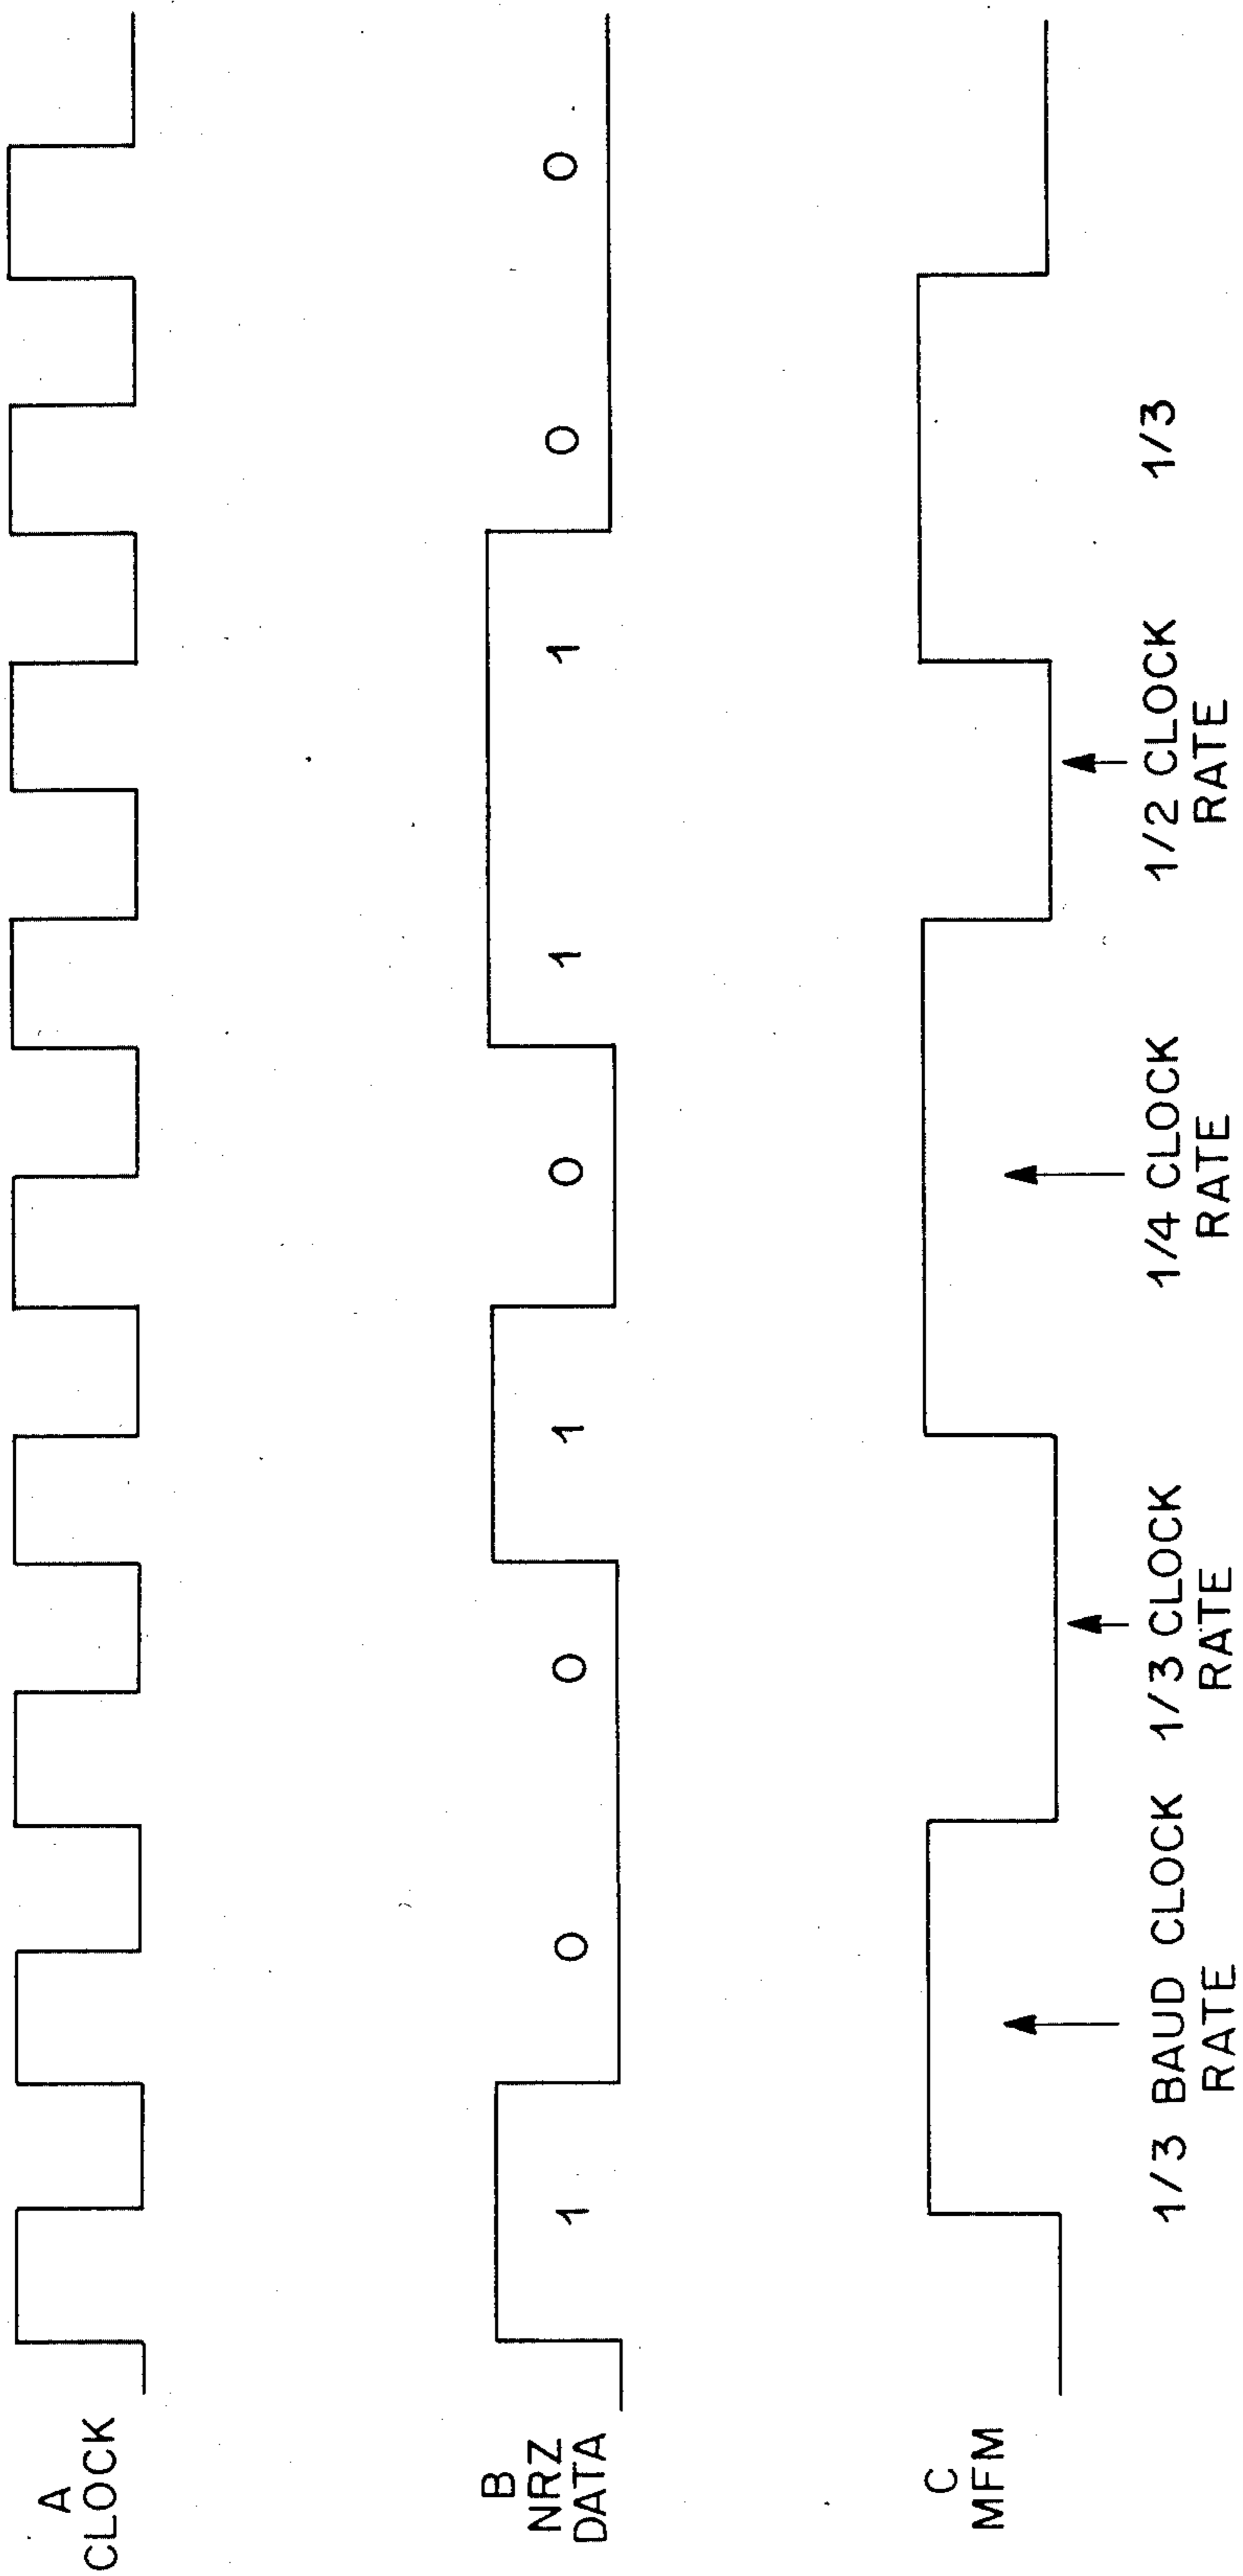 A
CLOCK
B
NRZ
DATA
1 0 0 1 0 1 1 0 0
C
MFM
1/3 BAUD CLOCK
RATE
1/3 CLOCK
RATE
1/4 CLOCK
RATE
1/2 CLOCK
RATE
1/3